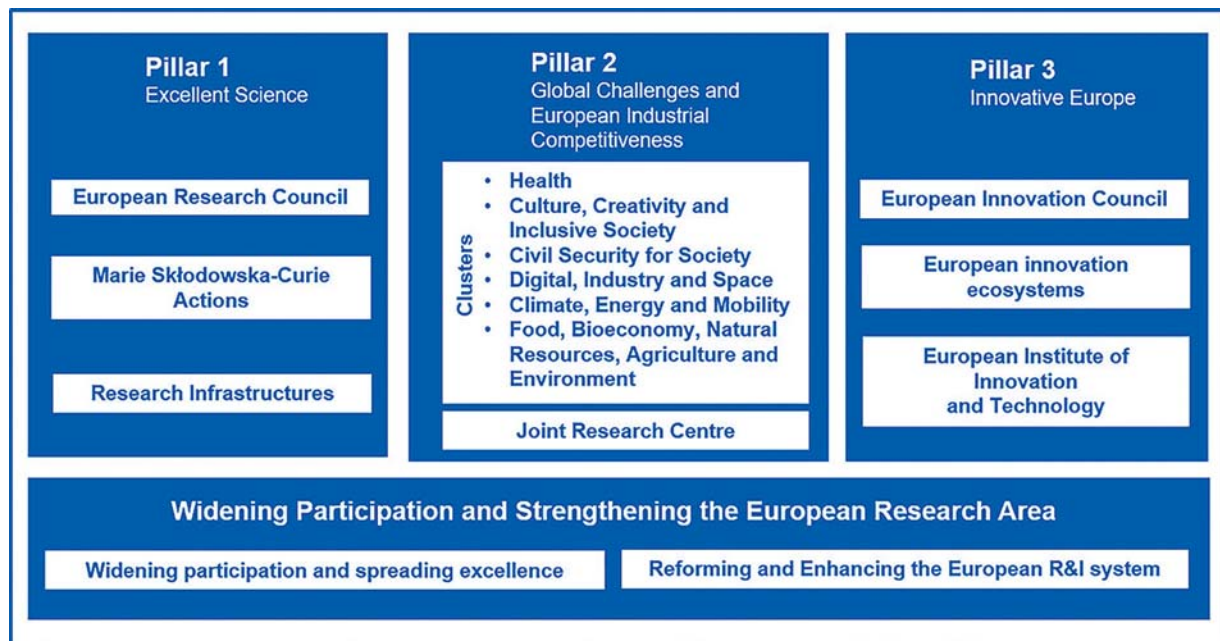 Pillar 1
Excellent Science
European Research Council
Marie Skłodowska-Curie
Actions
Research Infrastructures
Pillar 2
Global Challenges and
European Industrial
Competitiveness
Clusters
• Health
• Culture, Creativity and
Inclusive Society
• Civil Security for Society
• Digital, Industry and Space
• Climate, Energy and Mobility
• Food, Bioeconomy, Natural
Resources, Agriculture and
Environment
Joint Research Centre
Pillar 3
Innovative Europe
European Innovation Council
European innovation
ecosystems
European Institute of
Innovation
and Technology
Widening Participation and Strengthening the European Research Area
Widening participation and spreading excellence
Reforming and Enhancing the European R&I system